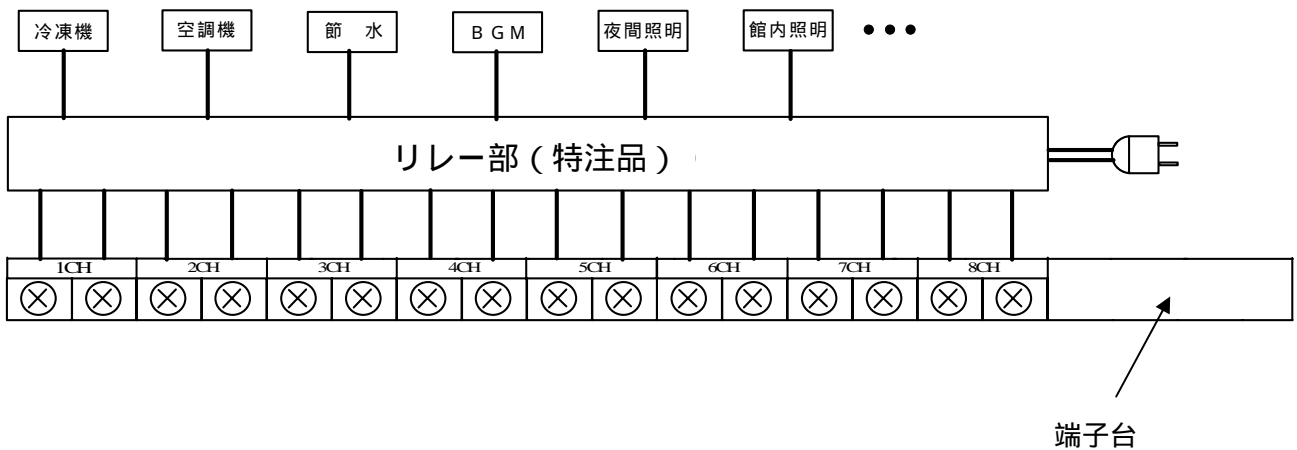 冷凍機
空調機
節 水
ＢＧＭ
夜間照明
館内照明
•••
リレー部（特注品）
1CH
2CH
3CH
4CH
5CH
6CH
7CH
8CH
端子台